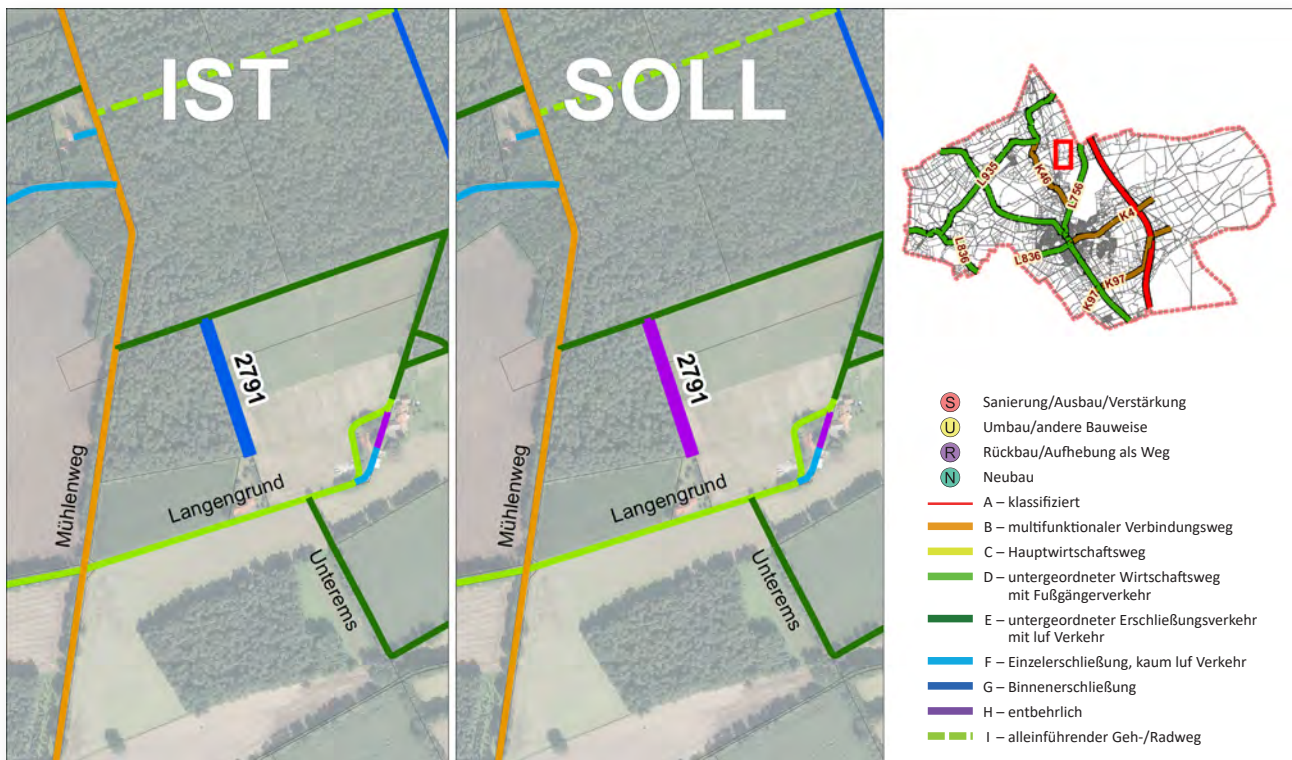 IST
2791
Mühlenweg
Langengrund
Unterems
SOLL
2791
Mühlenweg
Langengrund
Unterems
L935
K46
L756
K4
L836
L836
K97
K97
S Sanierung/Ausbau/Verstärkung
U Umbau/andere Bauweise
R Rückbau/Aufhebung als Weg
N Neubau
A – klassifiziert
B – multifunktionaler Verbindungsweg
C – Hauptwirtschaftsweg
D – untergeordneter Wirtschaftsweg
mit Fußgängerverkehr
E – untergeordneter Erschließungsverkehr
mit luf Verkehr
F – Einzelerschließung, kaum luf Verkehr
G – Binnenerschließung
H – entbehrlich
I – alleinführender Geh-/Radweg